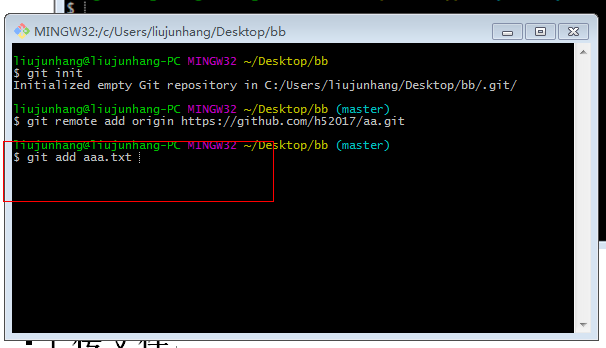 $
MINGW32:/c/Users/liujunhang/Desktop/bb
liujunhang@liujunhang-PC MINGW32 ~/Desktop/bb
$ git init
Initialized empty Git repository in C:/Users/liujunhang/Desktop/bb/.git/
liujunhang@liujunhang-PC MINGW32 ~/Desktop/bb (master)
$ git remote add origin https://github.com/h52017/aa.git
liujunhang@liujunhang-PC MINGW32 ~/Desktop/bb (master)
$ git add aaa.txt